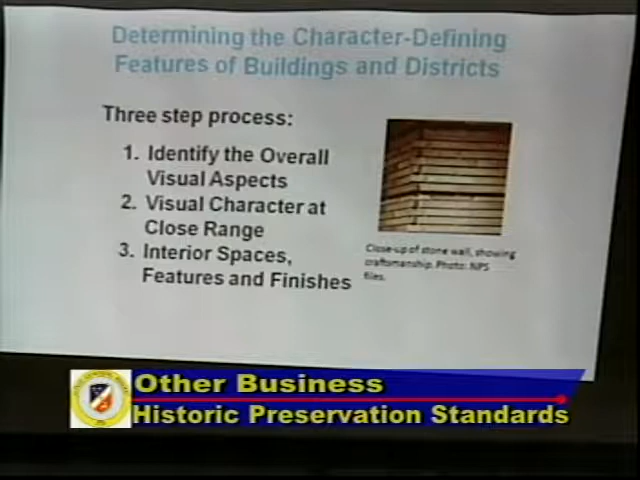 Determining the Character-Defining
Features of Buildings and Districts
Three step process:
1. Identify the Overall
Visual Aspects
2. Visual Character at
Close Range
3. Interior Spaces,
Features and Finishes
Close-up of stone wall, showing
craftsmanship. Photo: NPS
files.
Other Business
Historic Preservation Standards